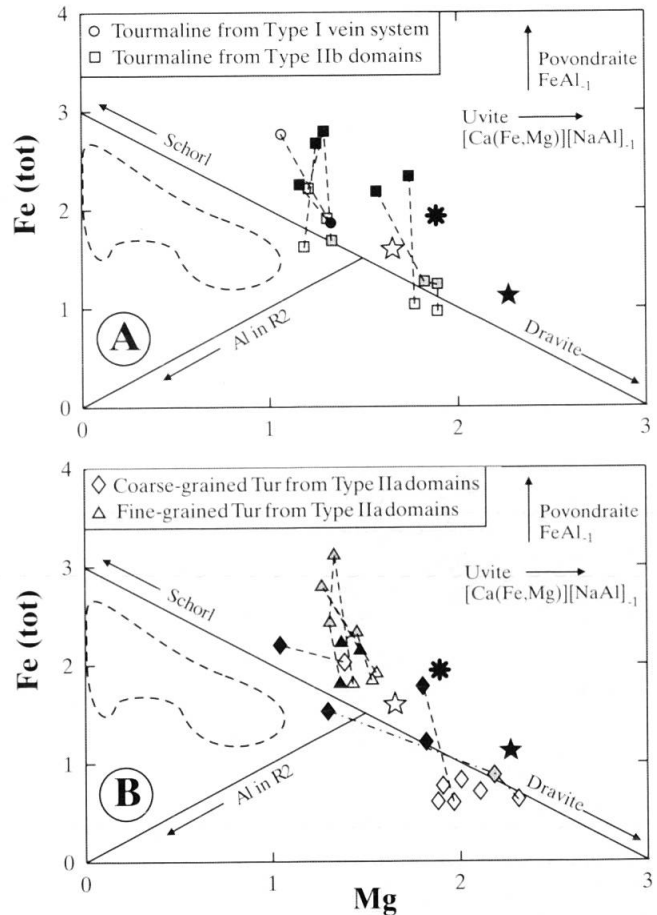 4
Tourmaline from Type I vein system
Tourmaline from Type IIb domains
Povondraite
FeAl-1
Uvite
[Ca(Fe,Mg)][NaAl]-1
3
Schorl
Fe (tot)
2
1
A
Al in R2
Dravite
0
0
1
2
3
4
Coarse-grained Tur from Type IIa domains
Fine-grained Tur from Type IIa domains
Povondraite
FeAl-1
Uvite
[Ca(Fe,Mg)][NaAl]-1
3
Schorl
Fe (tot)
2
1
B
Al in R2
Dravite
0
0
1
Mg
2
3